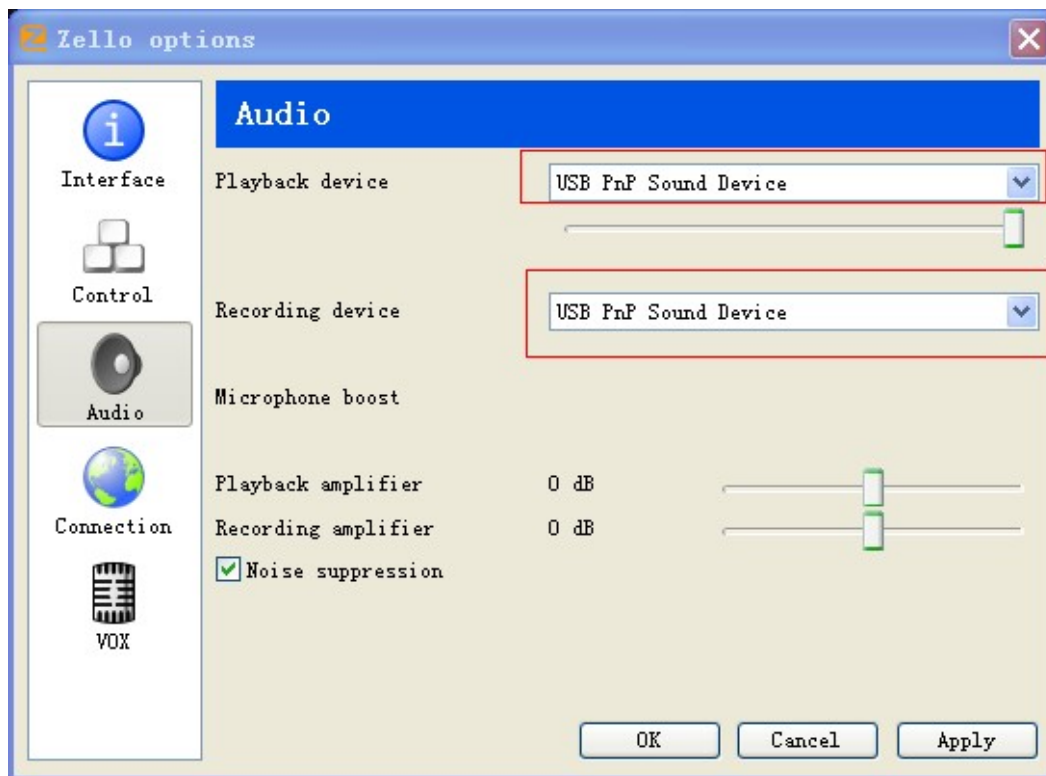 Zello options
Interface
Control
Audio
Connection
VOX
Audio
Playback device
USB PnP Sound Device
Recording device
USB PnP Sound Device
Microphone boost
Playback amplifier 0 dB
Recording amplifier 0 dB
Noise suppression
OK Cancel Apply